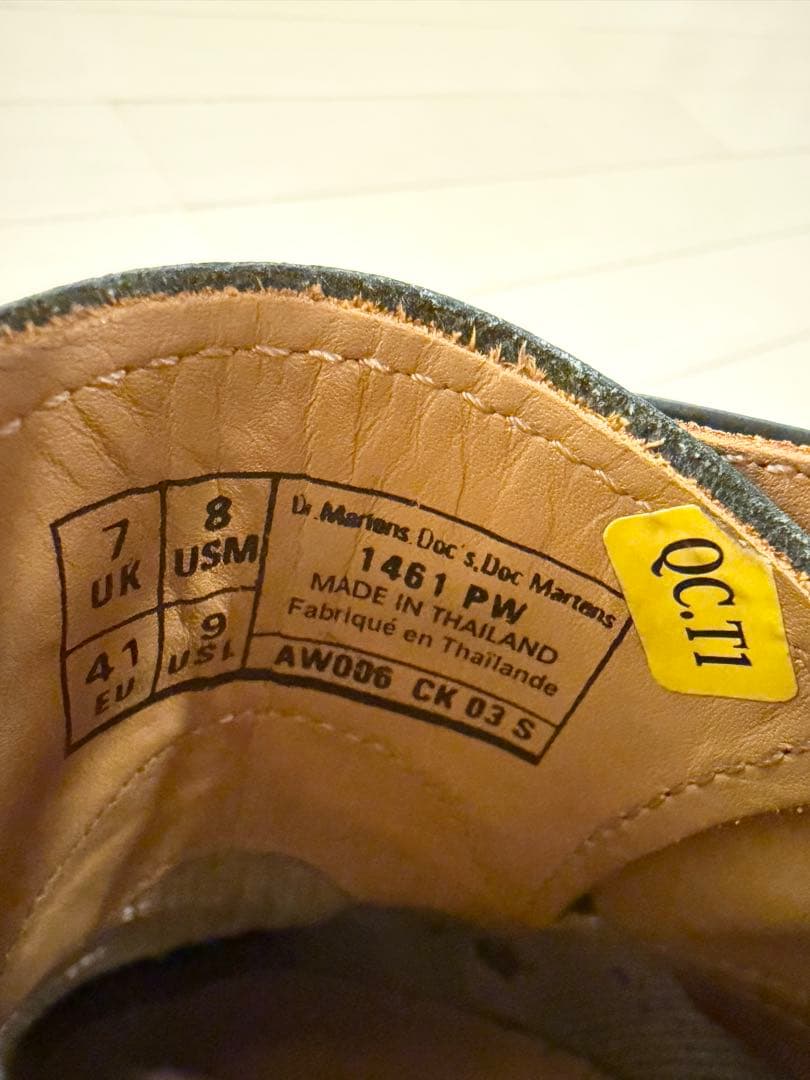 7
UK
8
USM
41
EU
9
USL
Dr.Martens.Doc's.Doc Martens
1461 PW
MADE IN THAILAND
Fabriqué en Thaïlande
AW006 CK 03 S
QC.T1